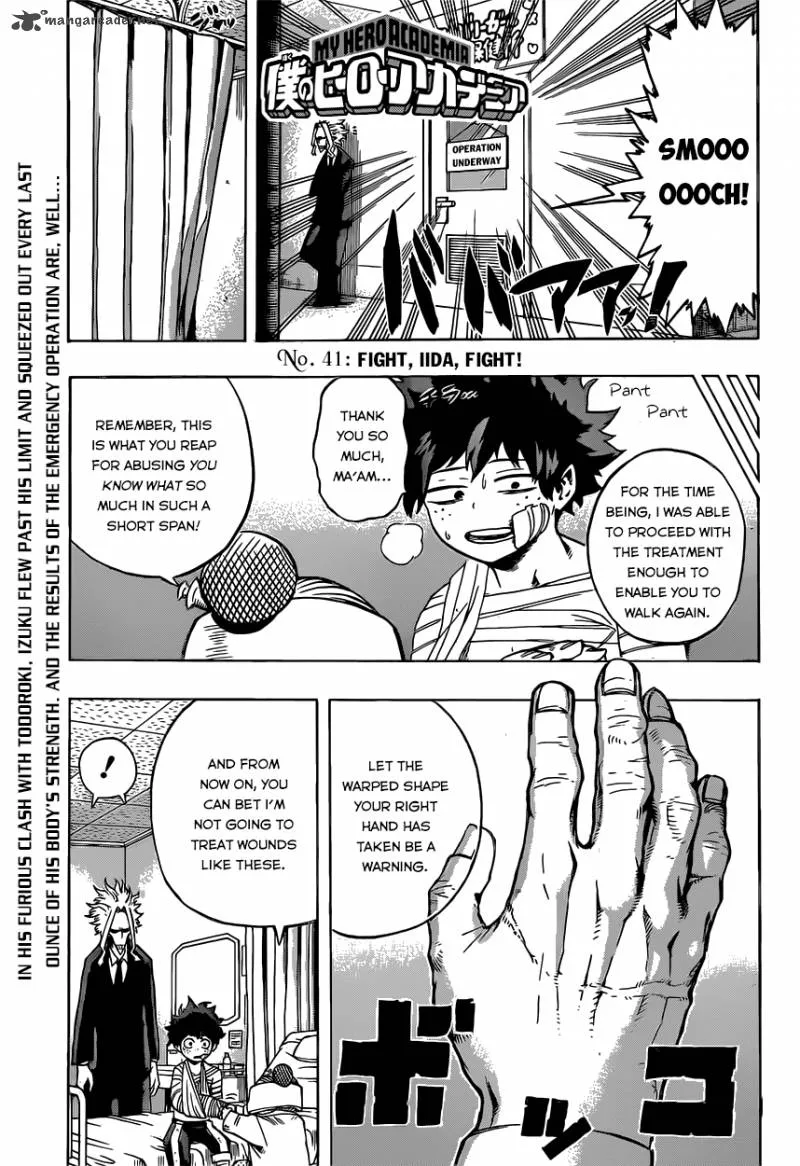 mangareader.net
MY HERO ACADEMIA
僕のヒーローアカデミア
OPERATION
UNDERWAY
SMOOO
OOOCH!
ババアァッ!
No. 41: FIGHT, IIDA, FIGHT!
IN HIS FURIOUS CLASH WITH TODOROKI, IZUKU FLEW PAST HIS LIMIT AND SQUEEZED OUT EVERY LAST
OUNCE OF HIS BODY'S STRENGTH. AND THE RESULTS OF THE EMERGENCY OPERATION ARE, WELL...
Pant
Pant
FOR THE TIME
BEING, I WAS ABLE
TO PROCEED WITH
THE TREATMENT
ENOUGH TO
ENABLE YOU TO
WALK AGAIN.
THANK
YOU SO
MUCH,
MA'AM...
REMEMBER, THIS
IS WHAT YOU REAP
FOR ABUSING YOU
KNOW WHAT SO
MUCH IN SUCH A
SHORT SPAN!
LET THE
WARPED SHAPE
YOUR RIGHT
HAND HAS
TAKEN BE A
WARNING.
ボッコ
AND FROM
NOW ON, YOU
CAN BET I'M
NOT GOING TO
TREAT WOUNDS
LIKE THESE.
!